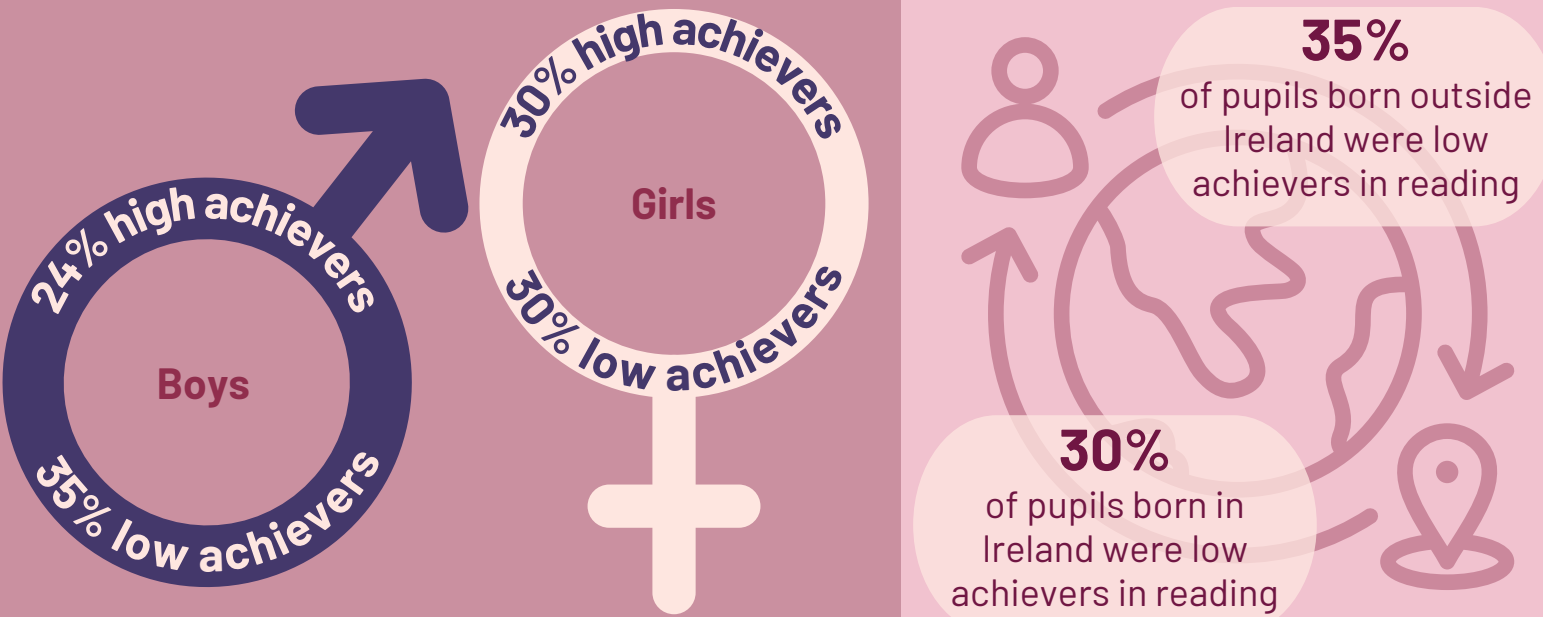 24% high achievers
Boys
35% low achievers
30% high achievers
Girls
30% low achievers
35%
of pupils born outside
Ireland were low
achievers in reading
30%
of pupils born in
Ireland were low
achievers in reading